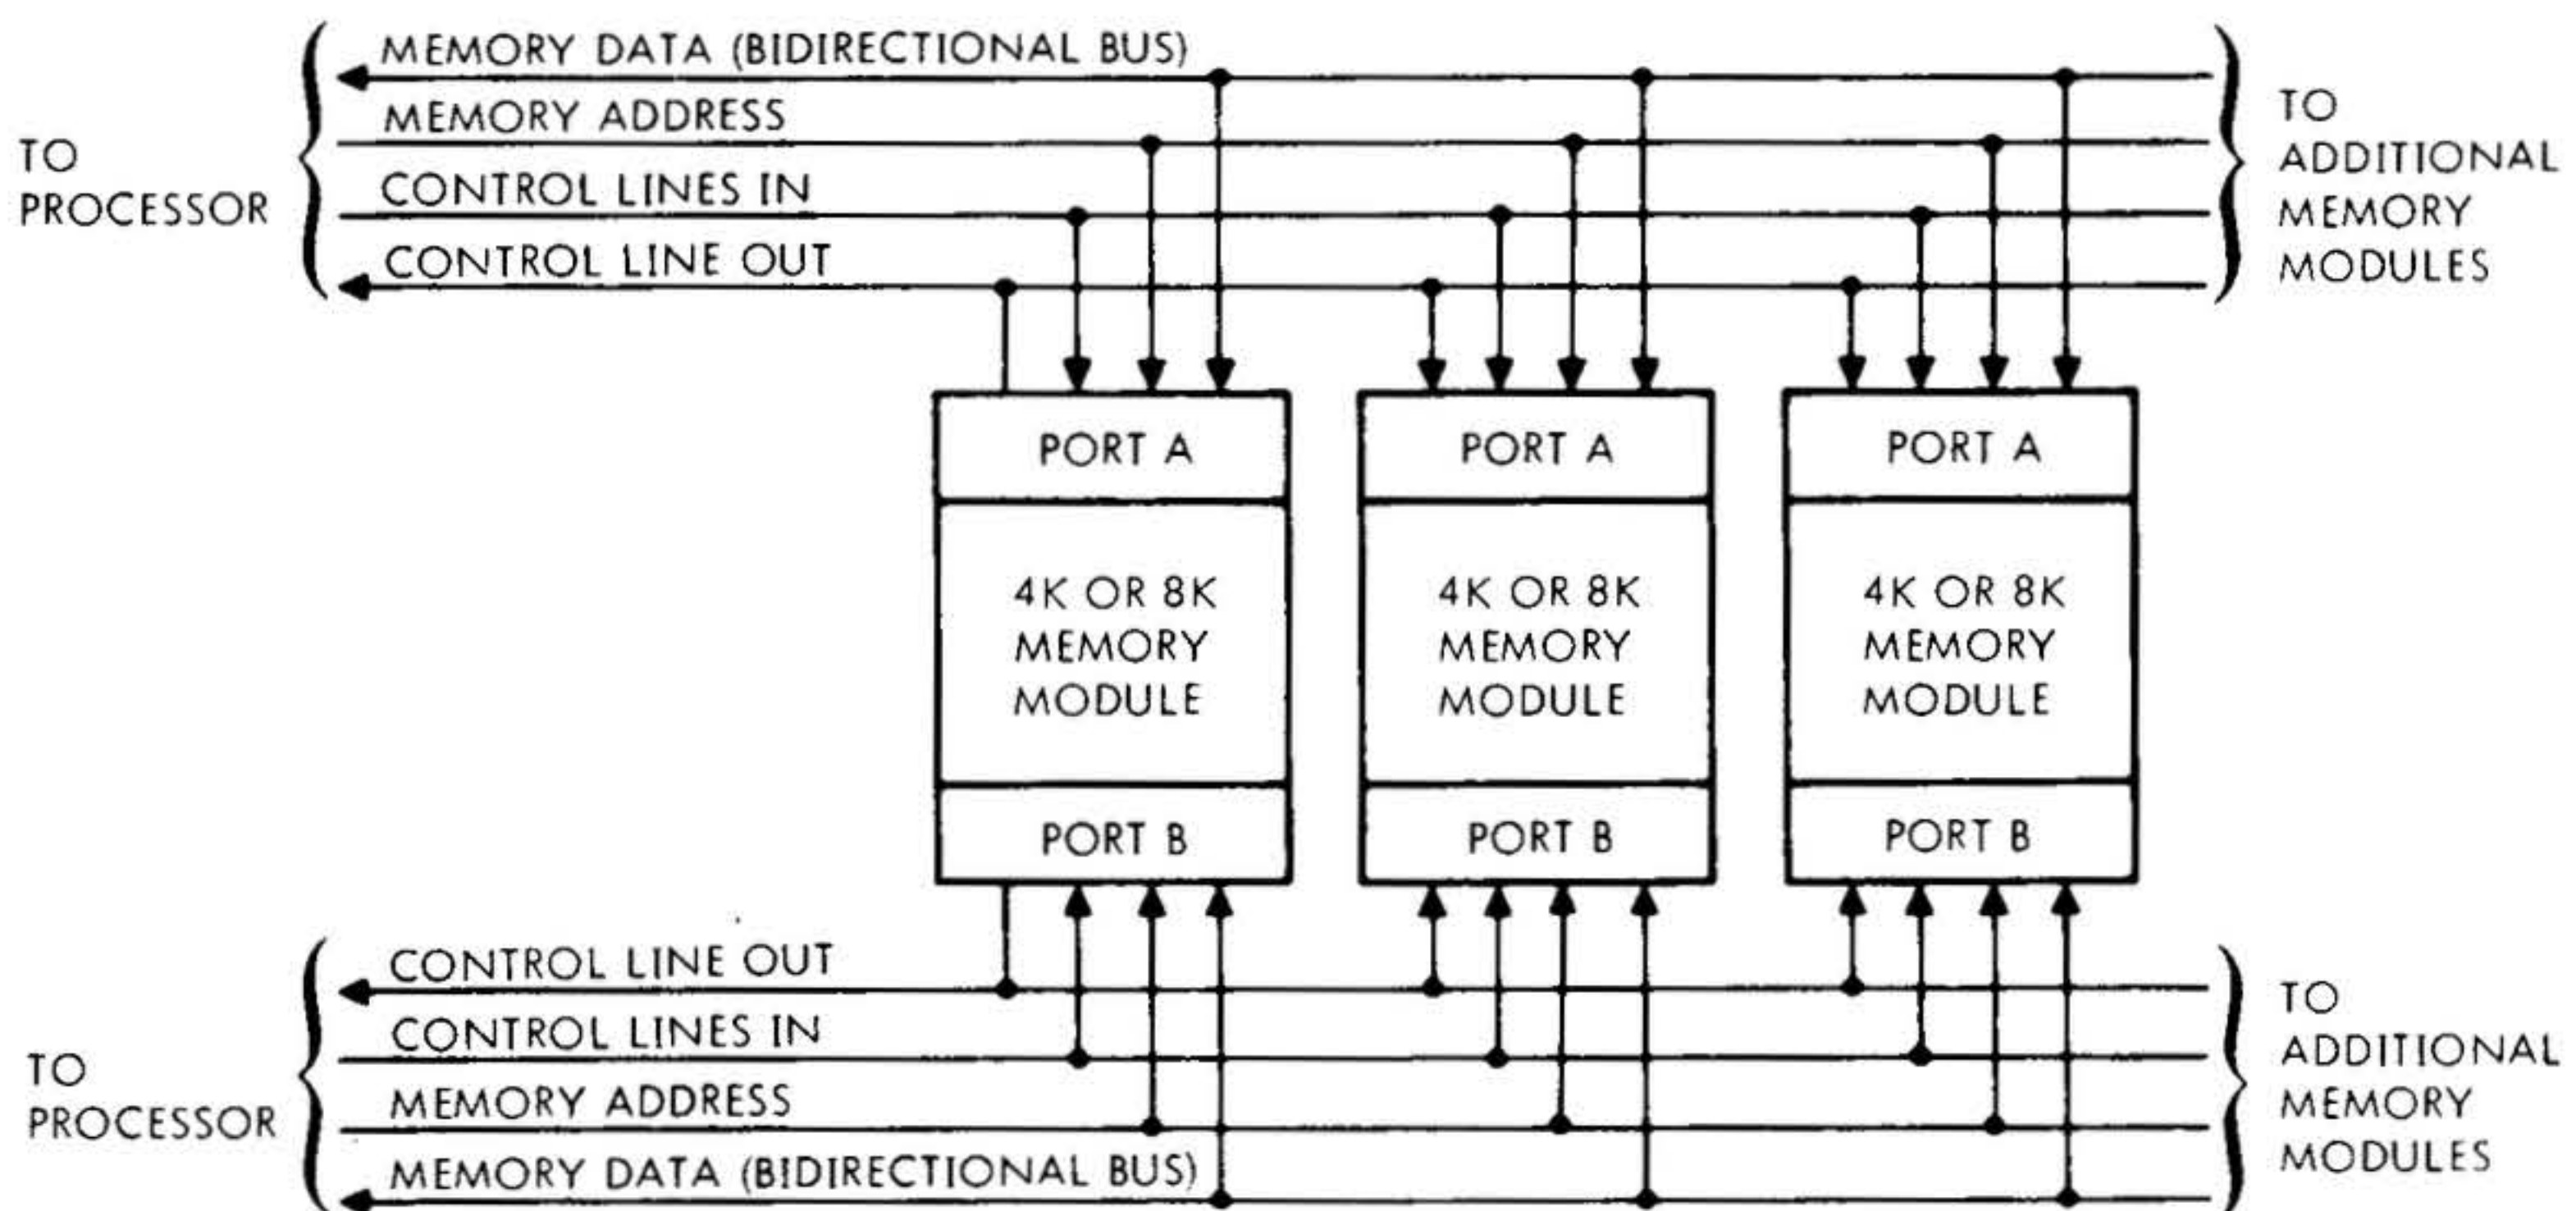 MEMORY DATA (BIDIRECTIONAL BUS)
MEMORY ADDRESS
CONTROL LINES IN
CONTROL LINE OUT
TO
PROCESSOR
TO
ADDITIONAL
MEMORY
MODULES
PORT A
PORT A
PORT A
4K OR 8K
MEMORY
MODULE
4K OR 8K
MEMORY
MODULE
4K OR 8K
MEMORY
MODULE
PORT B
PORT B
PORT B
CONTROL LINE OUT
CONTROL LINES IN
MEMORY ADDRESS
MEMORY DATA (BIDIRECTIONAL BUS)
TO
PROCESSOR
TO
ADDITIONAL
MEMORY
MODULES